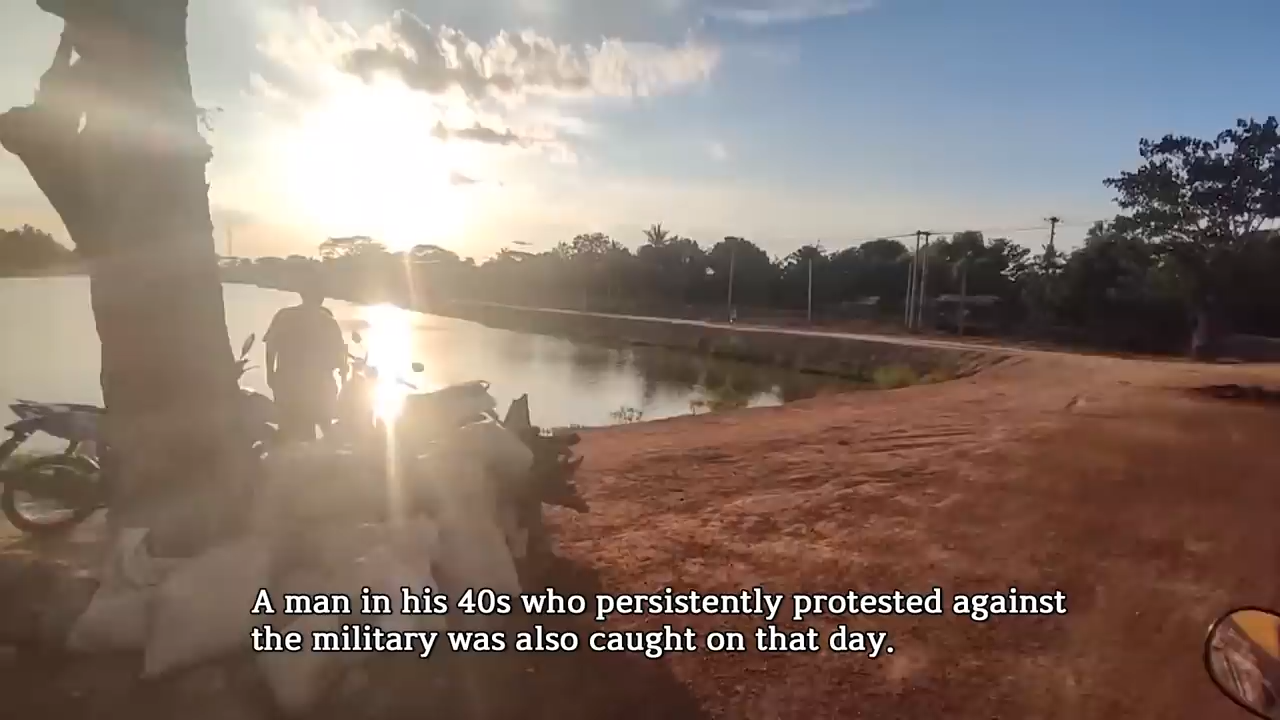 A man in his 40s who persistently protested against
the military was also caught on that day.